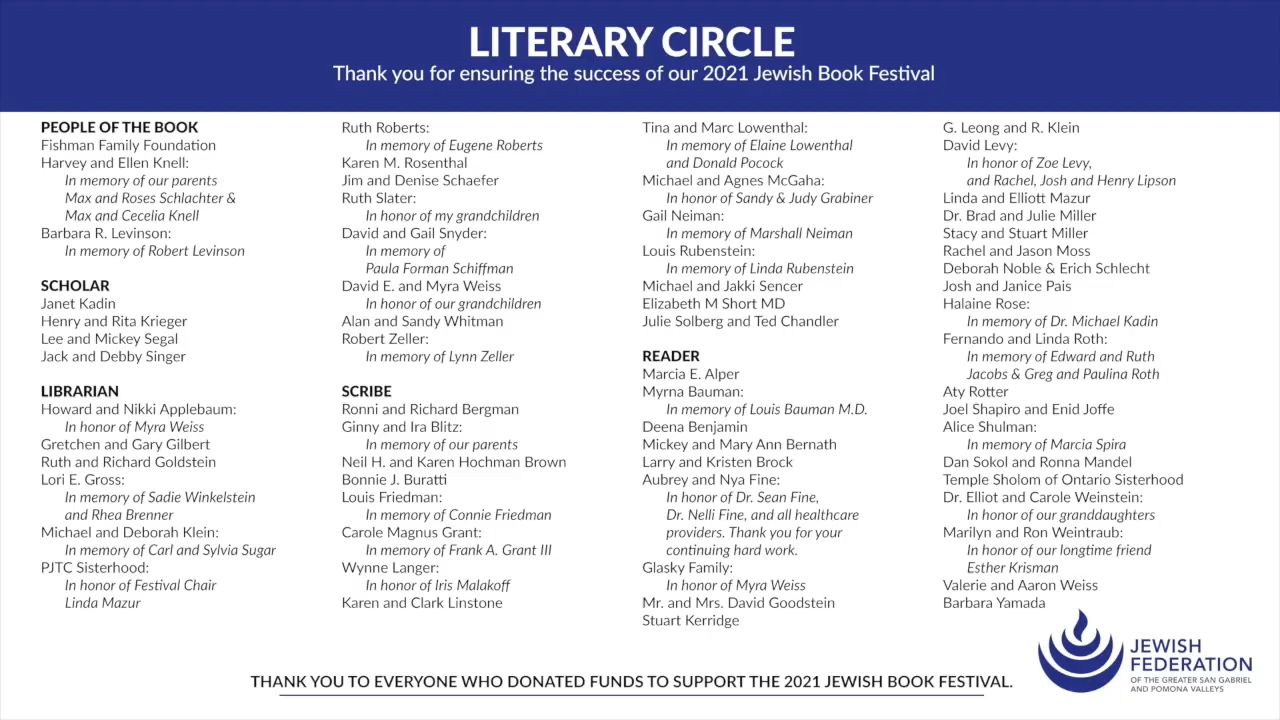 LITERARY CIRCLE
Thank you for ensuring the success of our 2021 Jewish Book Festival
PEOPLE OF THE BOOK
Fishman Family Foundation
Harvey and Ellen Knell:
In memory of our parents
Max and Roses Schlachter &
Max and Cecelia Knell
Barbara R. Levinson:
In memory of Robert Levinson
SCHOLAR
Janet Kadin
Henry and Rita Krieger
Lee and Mickey Segal
Jack and Debby Singer
LIBRARIAN
Howard and Nikki Applebaum:
In honor of Myra Weiss
Gretchen and Gary Gilbert
Ruth and Richard Goldstein
Lori E. Gross:
In memory of Sadie Winkelstein
and Rhea Brenner
Michael and Deborah Klein:
In memory of Carl and Sylvia Sugar
PJTC Sisterhood:
In honor of Festival Chair
Linda Mazur
Ruth Roberts:
In memory of Eugene Roberts
Karen M. Rosenthal
Jim and Denise Schaefer
Ruth Slater:
In honor of my grandchildren
David and Gail Snyder:
In memory of
Paula Forman Schiffman
David E. and Myra Weiss
In honor of our grandchildren
Alan and Sandy Whitman
Robert Zeller:
In memory of Lynn Zeller
SCRIBE
Ronni and Richard Bergman
Ginny and Ira Blitz:
In memory of our parents
Neil H. and Karen Hochman Brown
Bonnie J. Buratti
Louis Friedman:
In memory of Connie Friedman
Carole Magnus Grant:
In memory of Frank A. Grant III
Wynne Langer:
In honor of Iris Malakoff
Karen and Clark Linstone
Tina and Marc Lowenthal:
In memory of Elaine Lowenthal
and Donald Pocock
Michael and Agnes McGaha:
In honor of Sandy & Judy Grabiner
Gail Neiman:
In memory of Marshall Neiman
Louis Rubenstein:
In memory of Linda Rubenstein
Michael and Jakki Sencer
Elizabeth M Short MD
Julie Solberg and Ted Chandler
READER
Marcia E. Alper
Myrna Bauman:
In memory of Louis Bauman M.D.
Deena Benjamin
Mickey and Mary Ann Bernath
Larry and Kristen Brock
Aubrey and Nya Fine:
In honor of Dr. Sean Fine,
Dr. Nelli Fine, and all healthcare
providers. Thank you for your
continuing hard work.
Glasky Family:
In honor of Myra Weiss
Mr. and Mrs. David Goodstein
Stuart Kerridge
G. Leong and R. Klein
David Levy:
In honor of Zoe Levy,
and Rachel, Josh and Henry Lipson
Linda and Elliott Mazur
Dr. Brad and Julie Miller
Stacy and Stuart Miller
Rachel and Jason Moss
Deborah Noble & Erich Schlecht
Josh and Janice Pais
Halaine Rose:
In memory of Dr. Michael Kadin
Fernando and Linda Roth:
In memory of Edward and Ruth
Jacobs & Greg and Paulina Roth
Aty Rotter
Joel Shapiro and Enid Joffe
Alice Shulman:
In memory of Marcia Spira
Dan Sokol and Ronna Mandel
Temple Sholom of Ontario Sisterhood
Dr. Elliot and Carole Weinstein:
In honor of our granddaughters
Marilyn and Ron Weintraub:
In honor of our longtime friend
Esther Krisman
Valerie and Aaron Weiss
Barbara Yamada
THANK YOU TO EVERYONE WHO DONATED FUNDS TO SUPPORT THE 2021 JEWISH BOOK FESTIVAL.
JEWISH
FEDERATION
OF THE GREATER SAN GABRIEL
AND POMONA VALLEYS